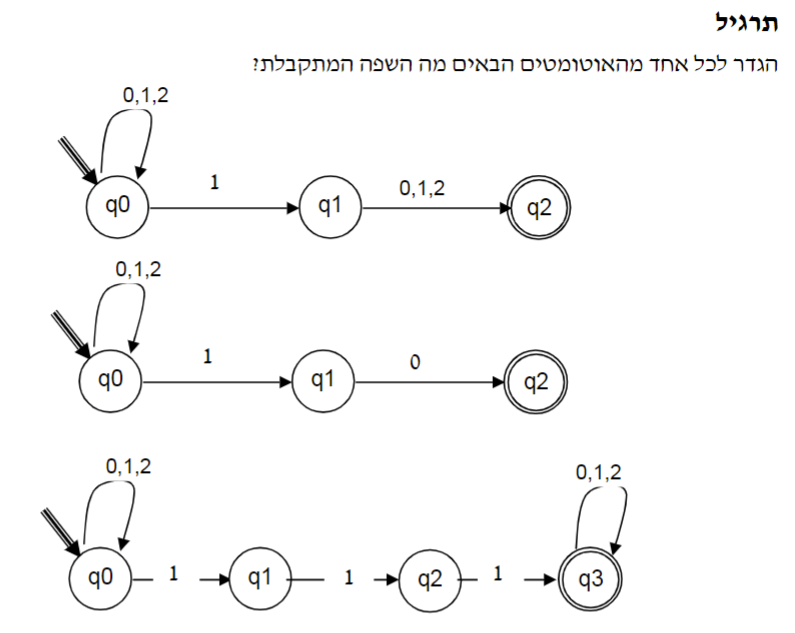 תרגיל
הגדר לכל אחד מהאוטומטים הבאים מה השפה המתקבלת?
0,1,2
q0 1 q1 0,1,2 q2
0,1,2
q0 1 q1 0 q2
0,1,2 0,1,2
q0 1 q1 1 q2 1 q3